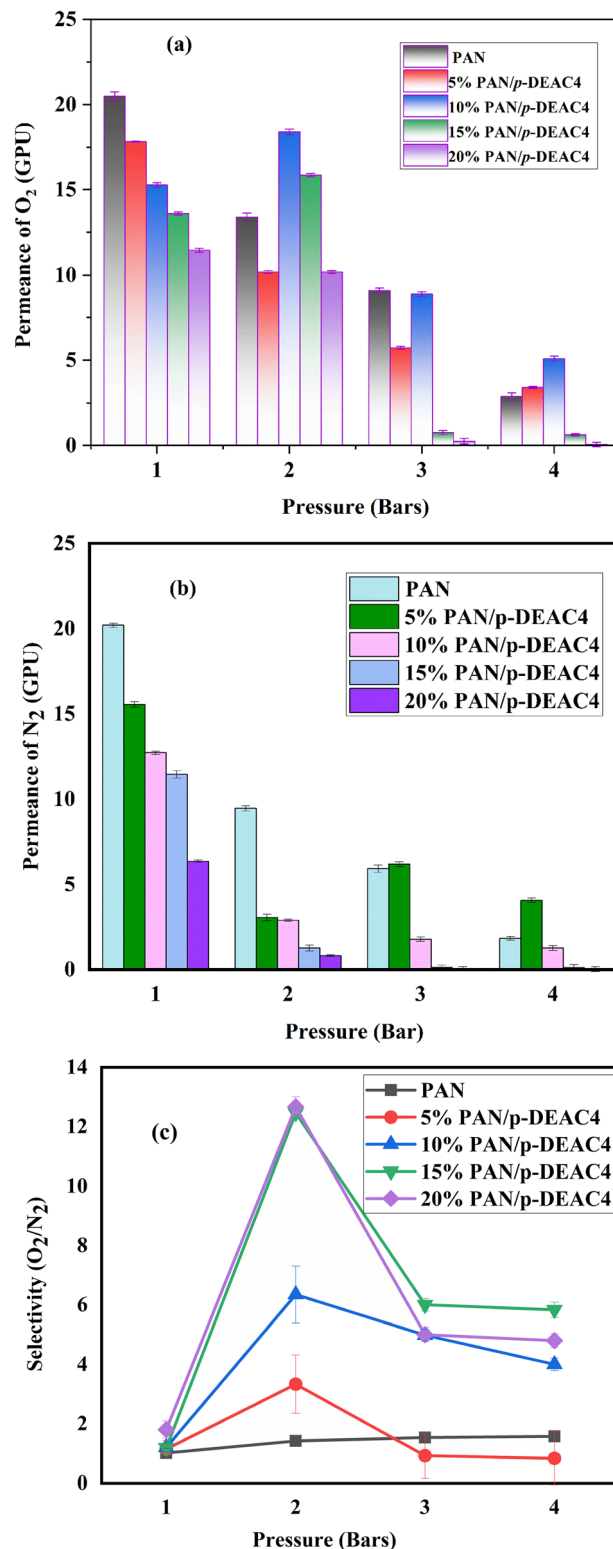 (a)
PAN
5% PAN/p-DEAC4
10% PAN/p-DEAC4
15% PAN/p-DEAC4
20% PAN/p-DEAC4
Permeance of O₂ (GPU)
25
20
15
10
5
0
1 2 3 4
Pressure (Bars)
(b)
PAN
5% PAN/p-DEAC4
10% PAN/p-DEAC4
15% PAN/p-DEAC4
20% PAN/p-DEAC4
Permeance of N₂ (GPU)
25
20
15
10
5
0
1 2 3 4
Pressure (Bar)
(c)
PAN
5% PAN/p-DEAC4
10% PAN/p-DEAC4
15% PAN/p-DEAC4
20% PAN/p-DEAC4
Selectivity (O₂/N₂)
14
12
10
8
6
4
2
0
1 2 3 4
Pressure (Bars)